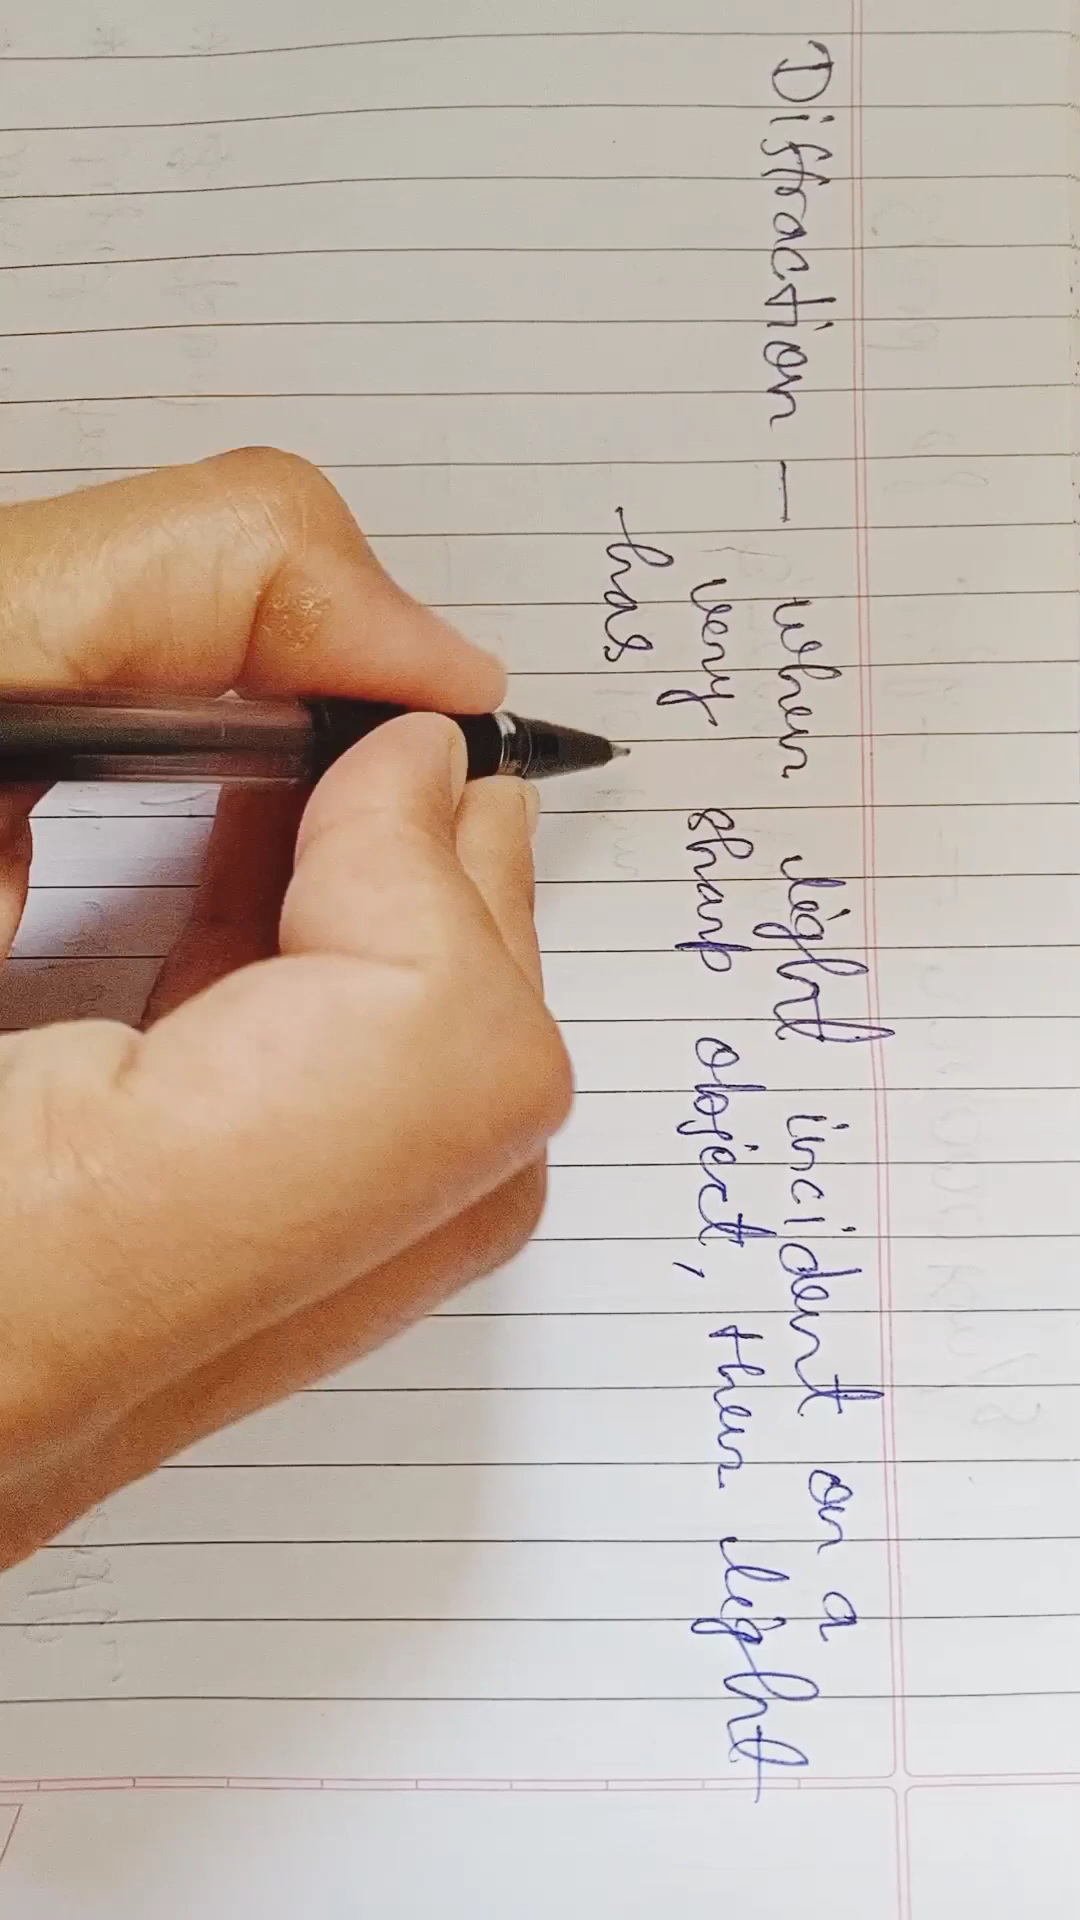 Diffraction — when light incident on a
very sharp object, then light
has